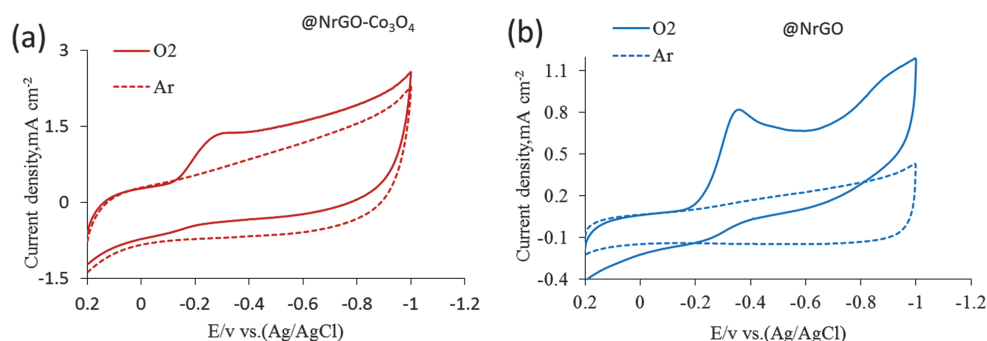 (a)
@NrGO-Co₃O₄
O2
Ar
Current density,mA cm⁻²
3
1.5
0
-1.5
0.2 0 -0.2 -0.4 -0.6 -0.8 -1 -1.2
E/v vs.(Ag/AgCl)
(b)
@NrGO
O2
Ar
Current density,mA cm⁻²
1.1
0.8
0.5
0.2
-0.1
-0.4
0.2 0 -0.2 -0.4 -0.6 -0.8 -1 -1.2
E/v vs.(Ag/AgCl)